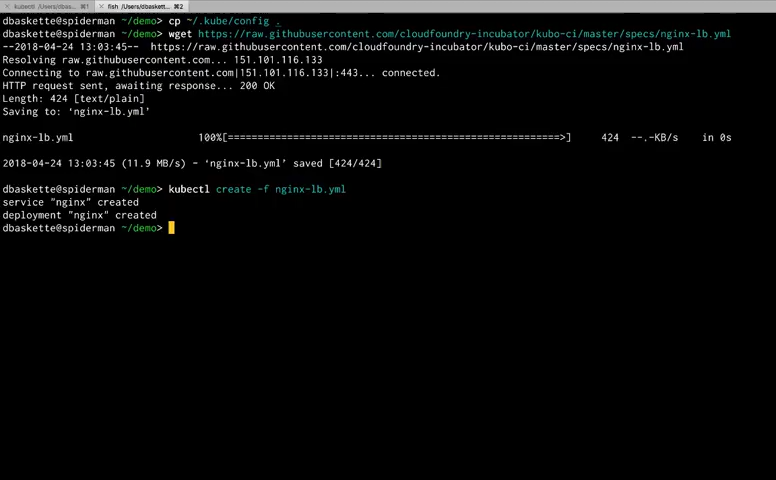 kubectl /Users/dbas... ⌘1
fish /Users/dbaskett... ⌘2
dbaskette@spiderman ~/demo> cp ~/.kube/config .
dbaskette@spiderman ~/demo> wget https://raw.githubusercontent.com/cloudfoundry-incubator/kubo-ci/master/specs/nginx-lb.yml
--2018-04-24 13:03:45--  https://raw.githubusercontent.com/cloudfoundry-incubator/kubo-ci/master/specs/nginx-lb.yml
Resolving raw.githubusercontent.com... 151.101.116.133
Connecting to raw.githubusercontent.com|151.101.116.133|:443... connected.
HTTP request sent, awaiting response... 200 OK
Length: 424 [text/plain]
Saving to: ‘nginx-lb.yml’
nginx-lb.yml 100%[========================================================>] 424 --.-KB/s in 0s
2018-04-24 13:03:45 (11.9 MB/s) - ‘nginx-lb.yml’ saved [424/424]
dbaskette@spiderman ~/demo> kubectl create -f nginx-lb.yml
service "nginx" created
deployment "nginx" created
dbaskette@spiderman ~/demo>